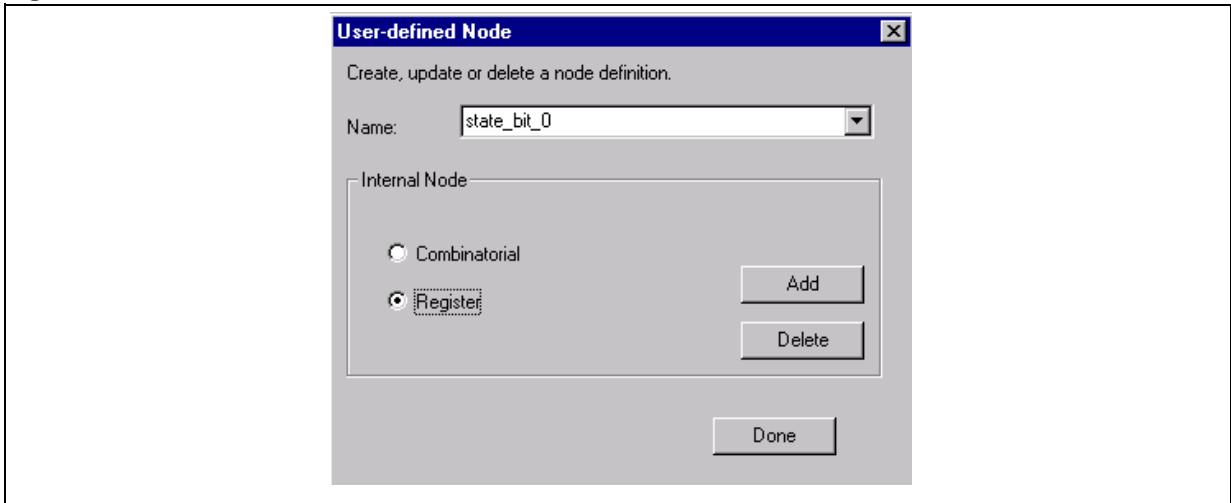 User-defined Node
Create, update or delete a node definition.
Name: state_bit_0
Internal Node
Combinatorial
Add
Register
Delete
Done